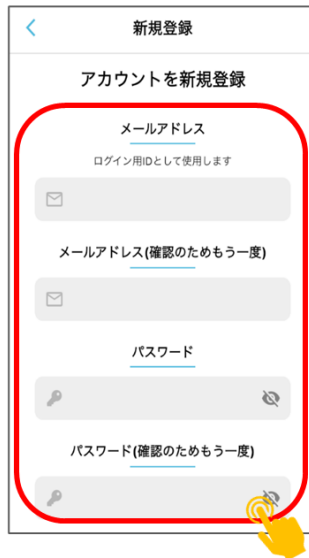 新規登録
アカウントを新規登録
メールアドレス
ログイン用IDとして使用します
メールアドレス(確認のためもう一度)
パスワード
パスワード(確認のためもう一度)